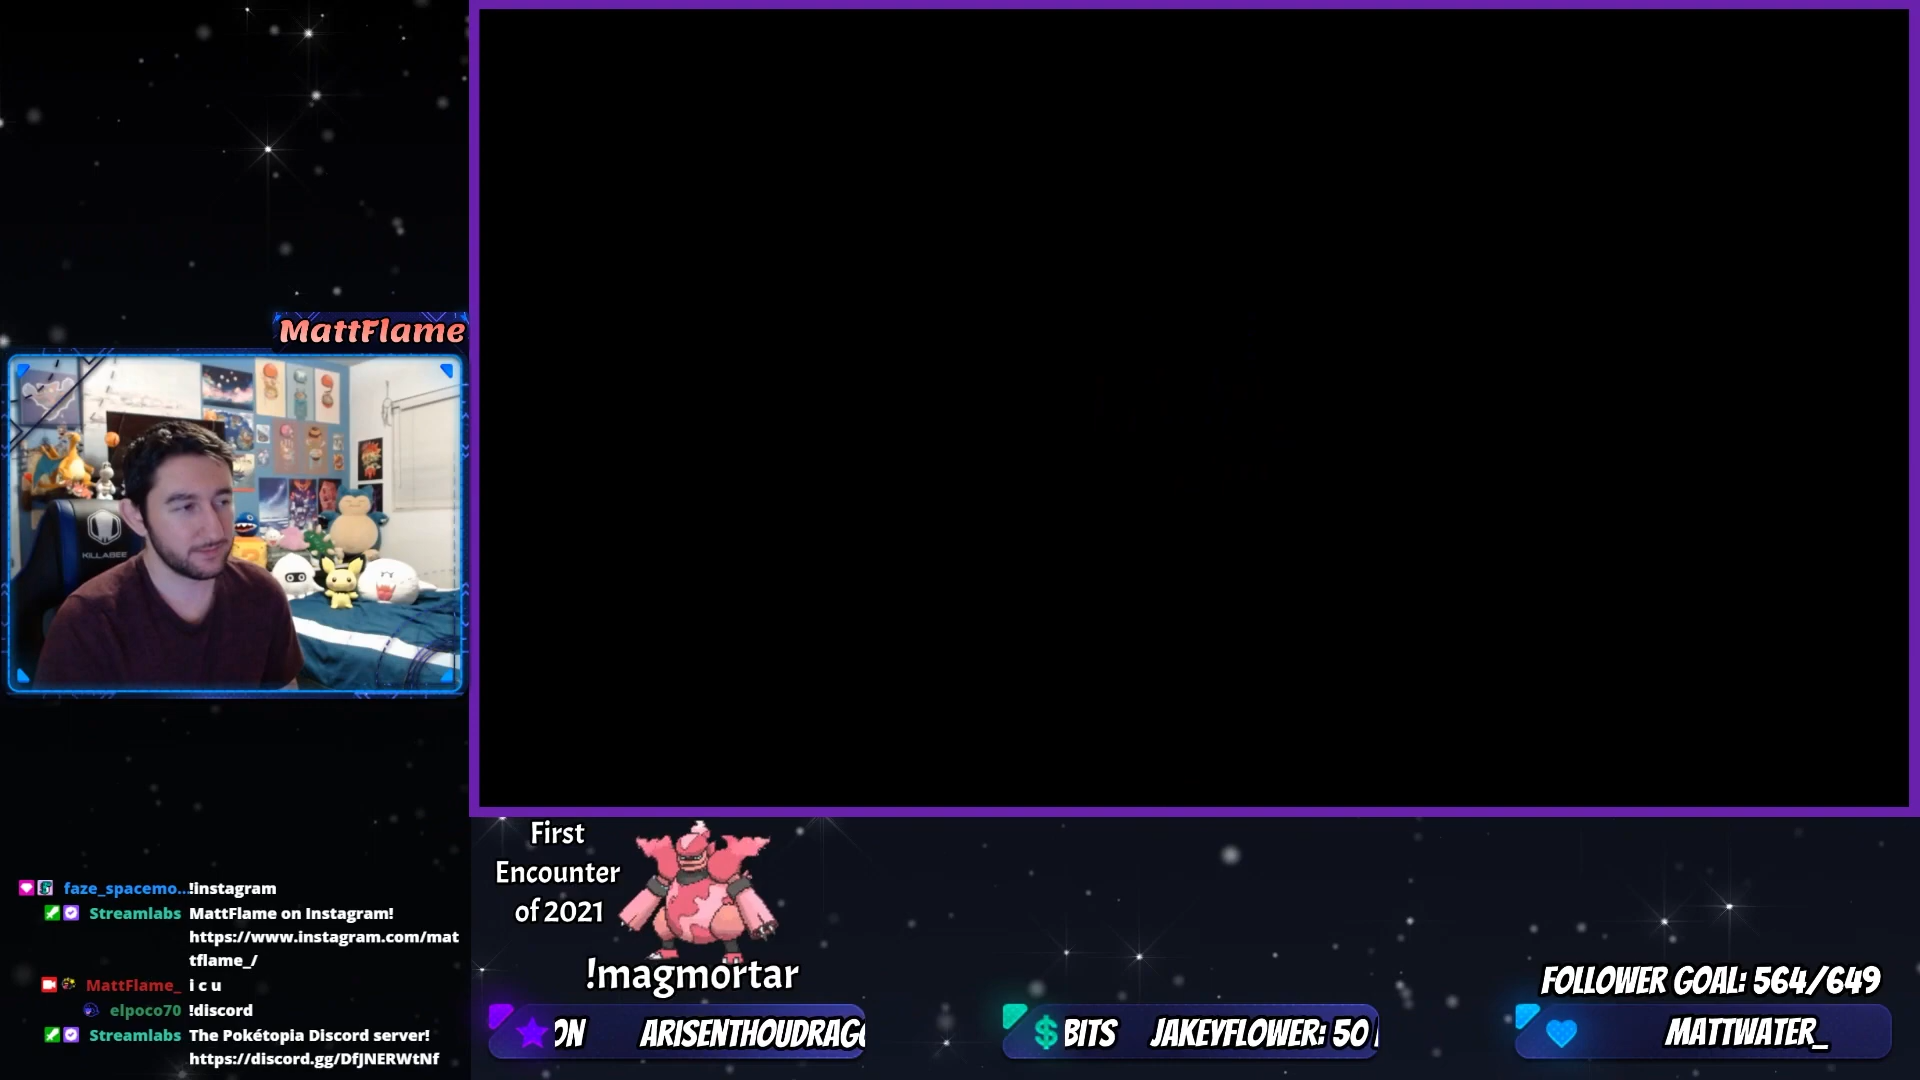 MattFlame
KILLABEE
faze_spacemo...!instagram
Streamlabs MattFlame on Instagram!
https://www.instagram.com/mat
tflame_/
MattFlame_ i c u
elpoco70 !discord
Streamlabs The Pokétopia Discord server!
https://discord.gg/DfJNERWtNf
First
Encounter
of 2021
!magmortar
ON ARISENTHOUDRAGO
$ BITS JAKEYFLOWER: 50
FOLLOWER GOAL: 564/649
MATTWATER_